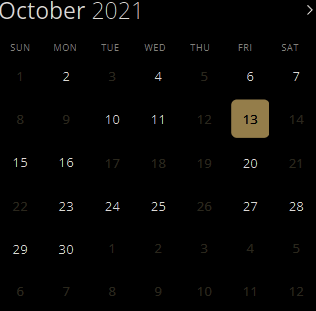 October 2021 >
SUN MON TUE WED THU FRI SAT
1 2 3 4 5 6 7
8 9 10 11 12 13 14
15 16 17 18 19 20 21
22 23 24 25 26 27 28
29 30 1 2 3 4 5
6 7 8 9 10 11 12